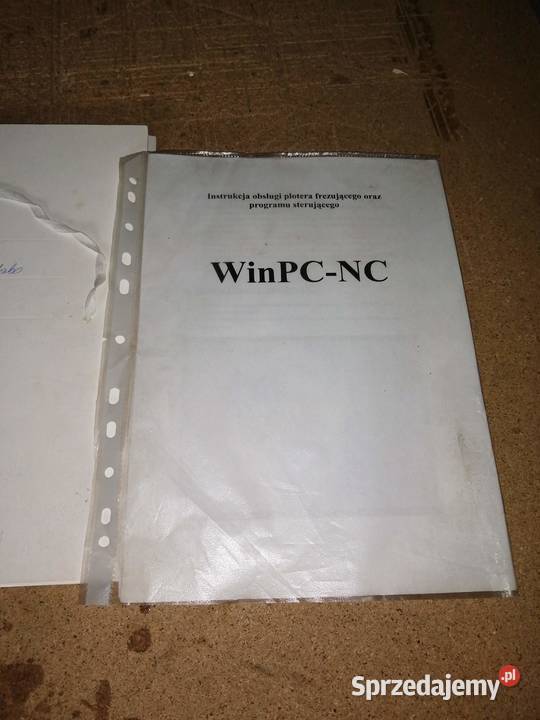 Instrukcja obsługi plotera frezującego oraz
programu sterującego
WinPC-NC
Sprzedajemy.pl